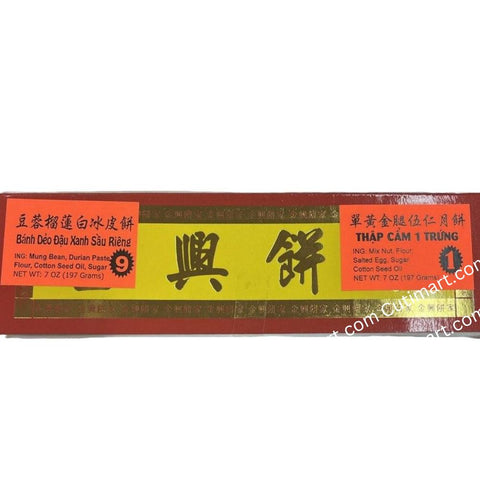 豆蓉榴蓮白冰皮餅
Bánh Dẻo Đậu Xanh Sầu Riêng
ING: Mung Bean, Durian Paste,
Flour, Cotton Seed Oil, Sugar
NET WT: 7 OZ (197 Grams)
9
興 餅
單黃金腿伍仁月餅
THẬP CẨM 1 TRỨNG
ING: Mix Nut, Flour,
Salted Egg, Sugar
Cotton Seed Oil
NET WT: 7 OZ (197 Grams)
1
Cutimart.com